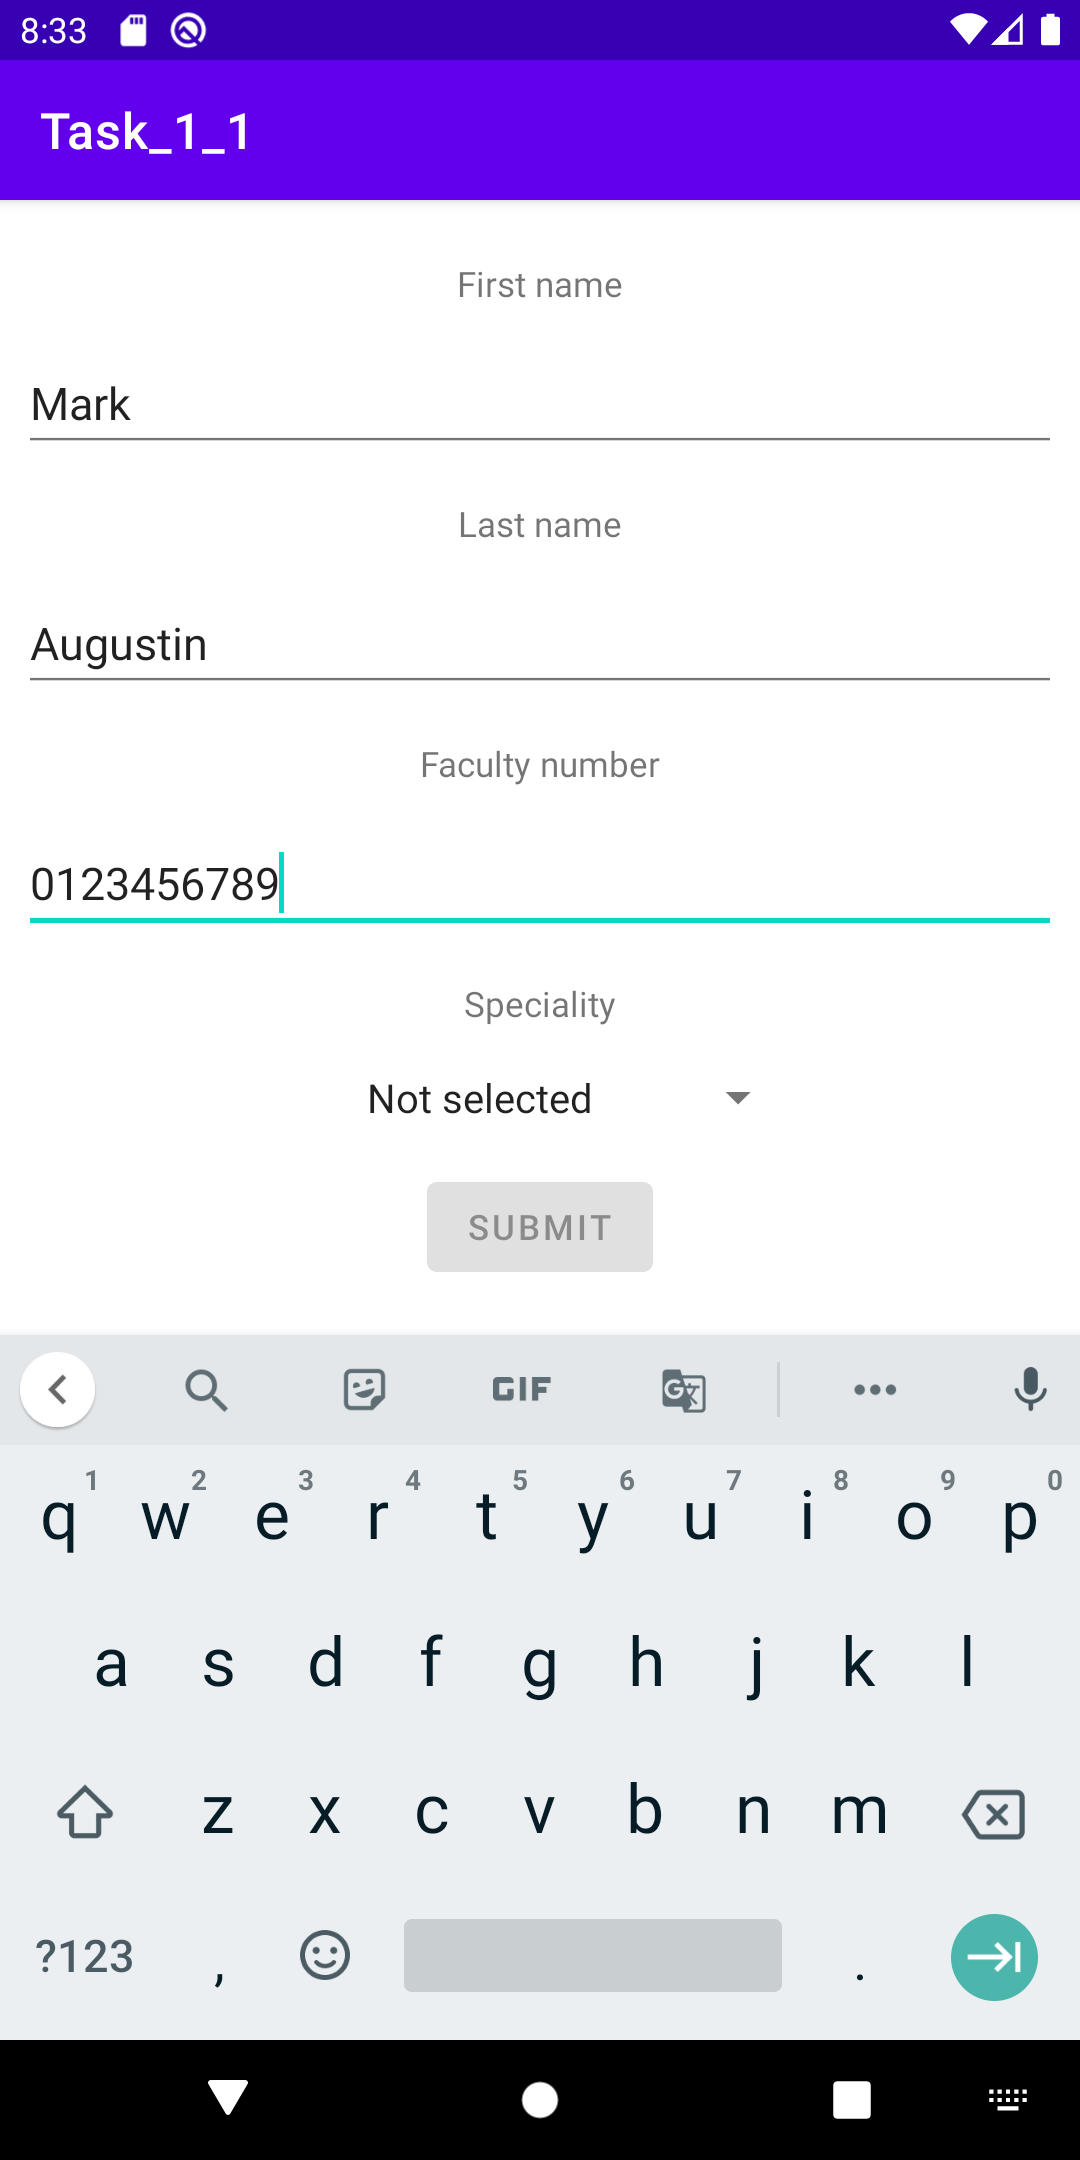 8:33
Task_1_1
First name
Mark
Last name
Augustin
Faculty number
0123456789
Speciality
Not selected
SUBMIT
GIF G
1 2 3 4 5 6 7 8 9 0
q w e r t y u i o p
a s d f g h j k l
z x c v b n m
?123 , .